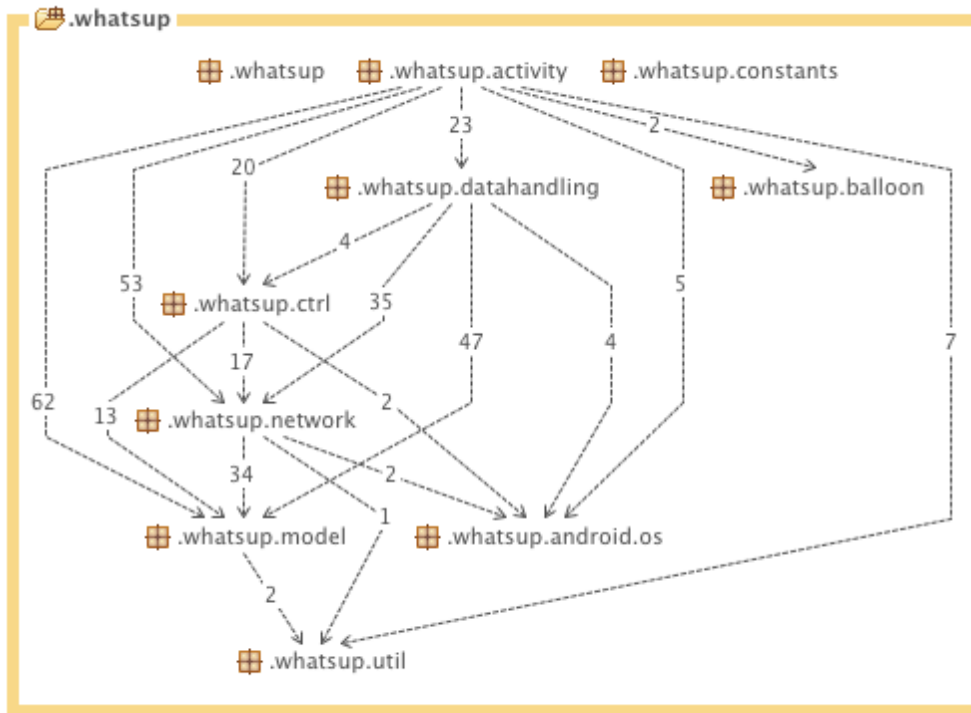 .whatsup
.whatsup .whatsup.activity .whatsup.constants
23 2
20
.whatsup.datahandling .whatsup.balloon
4
53 35 5
.whatsup.ctrl
17 47 4 7
62 13 2
.whatsup.network
34 2
1
.whatsup.model .whatsup.android.os
2
.whatsup.util